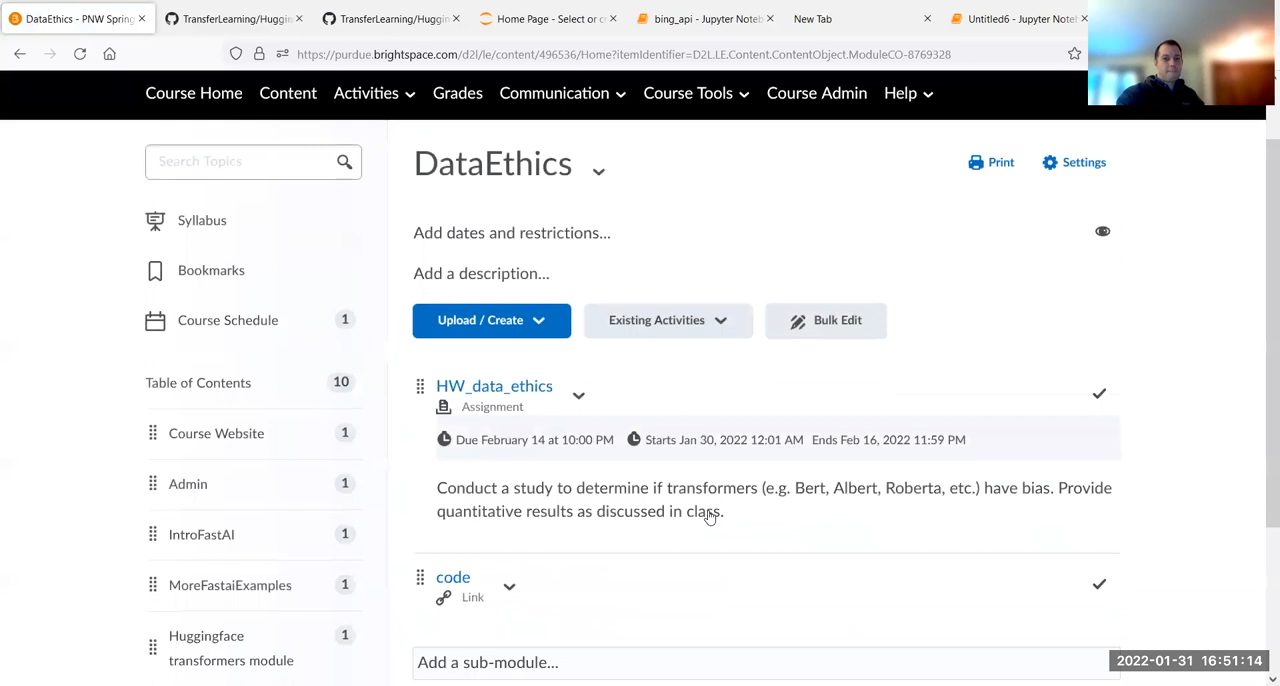 DataEthics - PNW Spring
TransferLearning/Huggin
TransferLearning/Huggin
Home Page - Select or c
bing_api - Jupyter Noteb
New Tab
Untitled6 - Jupyter Noteb
https://purdue.brightspace.com/d2l/le/content/496536/Home?itemIdentifier=D2L.LE.Content.ContentObject.ModuleCO-8769328
Course Home
Content
Activities
Grades
Communication
Course Tools
Course Admin
Help
Search Topics
Syllabus
Bookmarks
Course Schedule 1
Table of Contents 10
Course Website 1
Admin 1
IntroFastAI 1
MoreFastaiExamples 1
Huggingface 1
transformers module
DataEthics
Print
Settings
Add dates and restrictions...
Add a description...
Upload / Create
Existing Activities
Bulk Edit
HW_data_ethics
Assignment
Due February 14 at 10:00 PM Starts Jan 30, 2022 12:01 AM Ends Feb 16, 2022 11:59 PM
Conduct a study to determine if transformers (e.g. Bert, Albert, Roberta, etc.) have bias. Provide
quantitative results as discussed in class.
code
Link
Add a sub-module...
2022-01-31 16:51:14